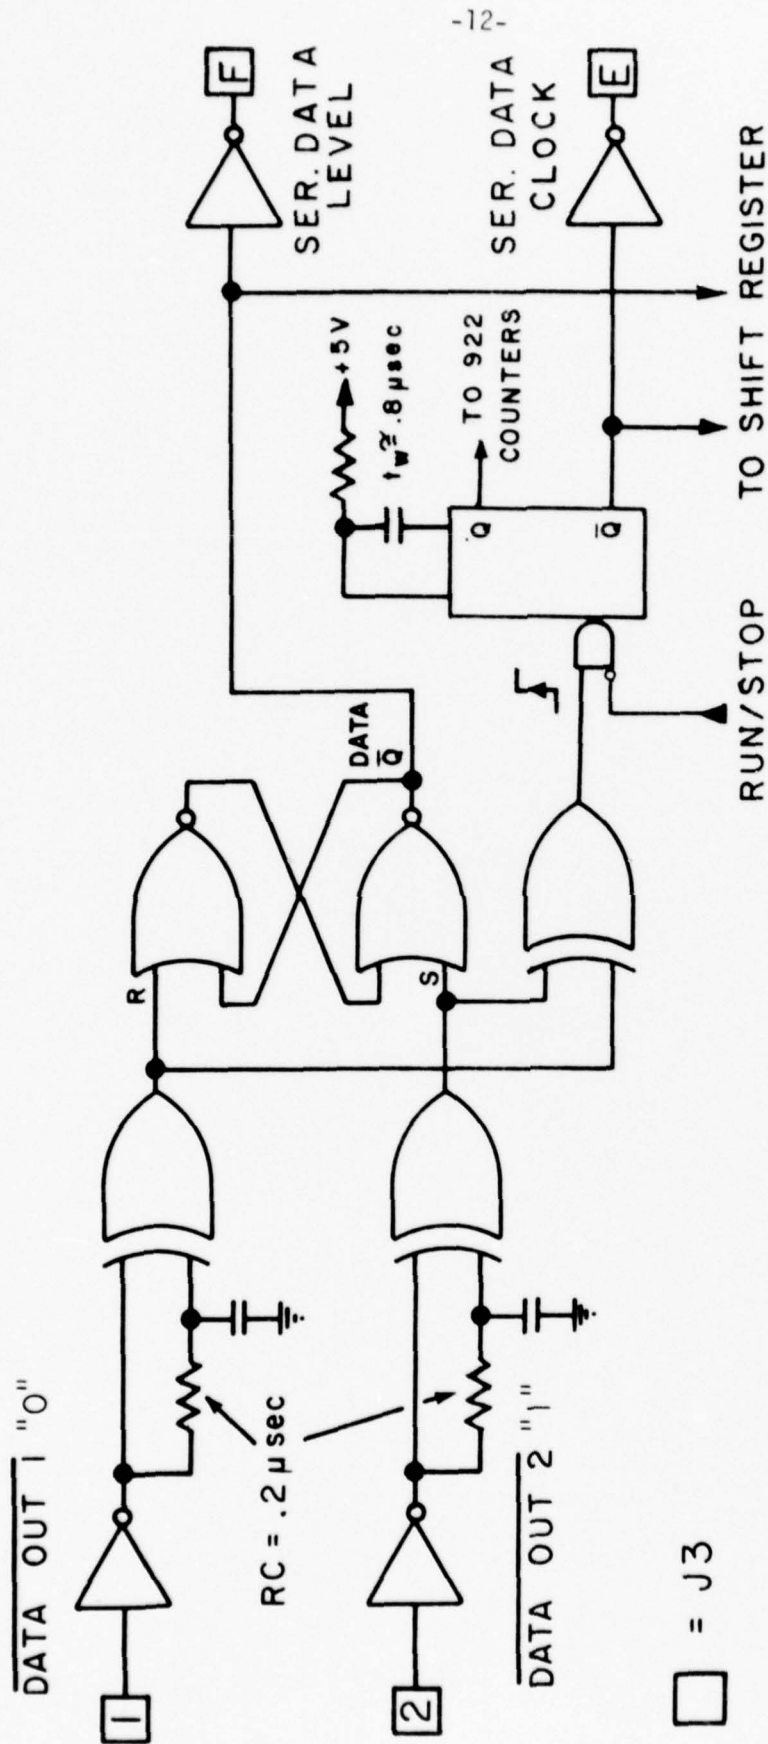 -12-
DATA OUT 1 "0"
1
RC = .2 μsec
2
DATA OUT 2 "1"
= J3
R
S
DATA
Q̅
+5V
tw ≅ .8 μsec
Q
Q̅
TO 922
COUNTERS
RUN/STOP
TO SHIFT REGISTER
F
SER. DATA
LEVEL
E
SER. DATA
CLOCK